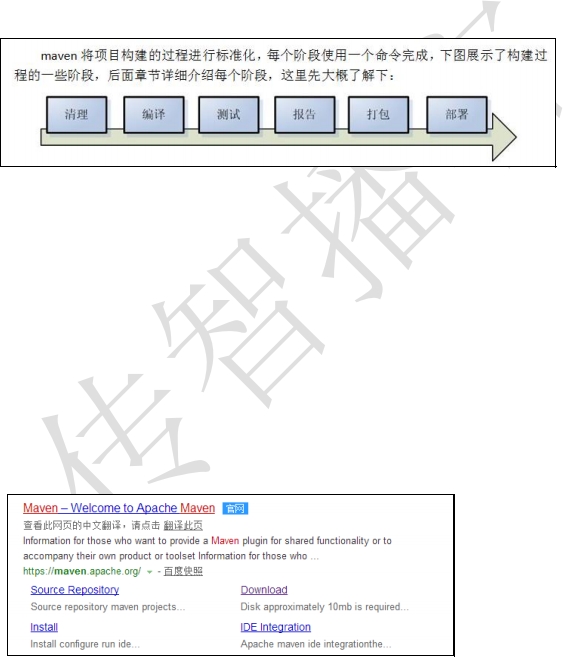 maven 将项目构建的过程进行标准化，每个阶段使用一个命令完成，下图展示了构建过
程的一些阶段，后面章节详细介绍每个阶段，这里先大概了解下：
清理 编译 测试 报告 打包 部署
传智播
Maven – Welcome to Apache Maven 官网
查看此网页的中文翻译，请点击 翻译此页
Information for those who want to provide a Maven plugin for shared functionality or to
accompany their own product or toolset Information for those who ...
https://maven.apache.org/ - 百度快照
Source Repository Download
Source repository maven projects... Disk approximately 10mb is required...
Install IDE Integration
Install configure run ide... Apache maven ide integrationthe...